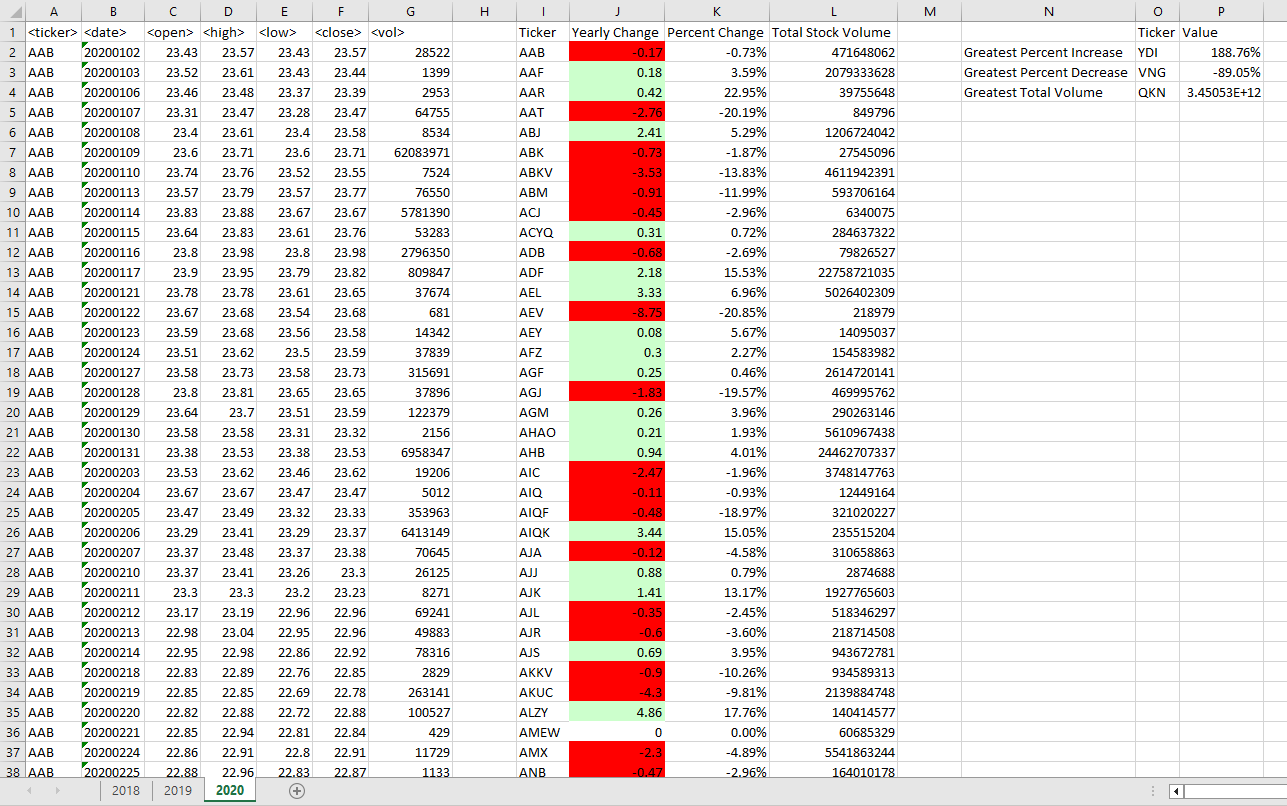 A B C D E F G H I J K L M N O P
1 <ticker> <date> <open> <high> <low> <close> <vol> Ticker Yearly Change Percent Change Total Stock Volume Ticker Value
2 AAB 20200102 23.43 23.57 23.43 23.57 28522 AAB -0.17 -0.73% 471648062 Greatest Percent Increase YDI 188.76%
3 AAB 20200103 23.52 23.61 23.43 23.44 1399 AAF 0.18 3.59% 2079333628 Greatest Percent Decrease VNG -89.05%
4 AAB 20200106 23.46 23.48 23.37 23.39 2953 AAR 0.42 22.95% 39755648 Greatest Total Volume QKN 3.45053E+12
5 AAB 20200107 23.31 23.47 23.28 23.47 64755 AAT -2.76 -20.19% 849796
6 AAB 20200108 23.4 23.61 23.4 23.58 8534 ABJ 2.41 5.29% 1206724042
7 AAB 20200109 23.6 23.71 23.6 23.71 62083971 ABK -0.73 -1.87% 27545096
8 AAB 20200110 23.74 23.76 23.52 23.55 7524 ABKV -3.53 -13.83% 4611942391
9 AAB 20200113 23.57 23.79 23.57 23.77 76550 ABM -0.91 -11.99% 593706164
10 AAB 20200114 23.83 23.88 23.67 23.67 5781390 ACJ -0.45 -2.96% 6340075
11 AAB 20200115 23.64 23.83 23.61 23.76 53283 ACYQ 0.31 0.72% 284637322
12 AAB 20200116 23.8 23.98 23.8 23.98 2796350 ADB -0.68 -2.69% 79826527
13 AAB 20200117 23.9 23.95 23.79 23.82 809847 ADF 2.18 15.53% 22758721035
14 AAB 20200121 23.78 23.78 23.61 23.65 37674 AEL 3.33 6.96% 5026402309
15 AAB 20200122 23.67 23.68 23.54 23.68 681 AEV -8.75 -20.85% 218979
16 AAB 20200123 23.59 23.68 23.56 23.58 14342 AEY 0.08 5.67% 14095037
17 AAB 20200124 23.51 23.62 23.5 23.59 37839 AFZ 0.3 2.27% 154583982
18 AAB 20200127 23.58 23.73 23.58 23.73 315691 AGF 0.25 0.46% 2614720141
19 AAB 20200128 23.8 23.81 23.65 23.65 37896 AGJ -1.83 -19.57% 469995762
20 AAB 20200129 23.64 23.7 23.51 23.59 122379 AGM 0.26 3.96% 290263146
21 AAB 20200130 23.58 23.58 23.31 23.32 2156 AHAO 0.21 1.93% 5610967438
22 AAB 20200131 23.38 23.53 23.38 23.53 6958347 AHB 0.94 4.01% 24462707337
23 AAB 20200203 23.53 23.62 23.46 23.62 19206 AIC -2.47 -1.96% 3748147763
24 AAB 20200204 23.67 23.67 23.47 23.47 5012 AIQ -0.11 -0.93% 12449164
25 AAB 20200205 23.47 23.49 23.32 23.33 353963 AIQF -0.48 -18.97% 321020227
26 AAB 20200206 23.29 23.41 23.29 23.37 6413149 AIQK 3.44 15.05% 235515204
27 AAB 20200207 23.37 23.48 23.37 23.38 70645 AJA -0.12 -4.58% 310658863
28 AAB 20200210 23.37 23.41 23.26 23.3 26125 AJJ 0.88 0.79% 2874688
29 AAB 20200211 23.3 23.3 23.2 23.23 8271 AJK 1.41 13.17% 1927765603
30 AAB 20200212 23.17 23.19 22.96 22.96 69241 AJL -0.35 -2.45% 518346297
31 AAB 20200213 22.98 23.04 22.95 22.96 49883 AJR -0.6 -3.60% 218714508
32 AAB 20200214 22.95 22.98 22.86 22.92 78316 AJS 0.69 3.95% 943672781
33 AAB 20200218 22.83 22.89 22.76 22.85 2829 AKKV -0.9 -10.26% 934589313
34 AAB 20200219 22.85 22.85 22.69 22.78 263141 AKUC -4.3 -9.81% 2139884748
35 AAB 20200220 22.82 22.88 22.72 22.88 100527 ALZY 4.86 17.76% 140414577
36 AAB 20200221 22.85 22.94 22.81 22.84 429 AMEW 0 0.00% 60685329
37 AAB 20200224 22.86 22.91 22.8 22.91 11729 AMX -2.3 -4.89% 5541863244
38 AAB 20200225 22.88 22.96 22.83 22.87 1133 ANB -0.47 -2.96% 164010178
2018 2019 2020